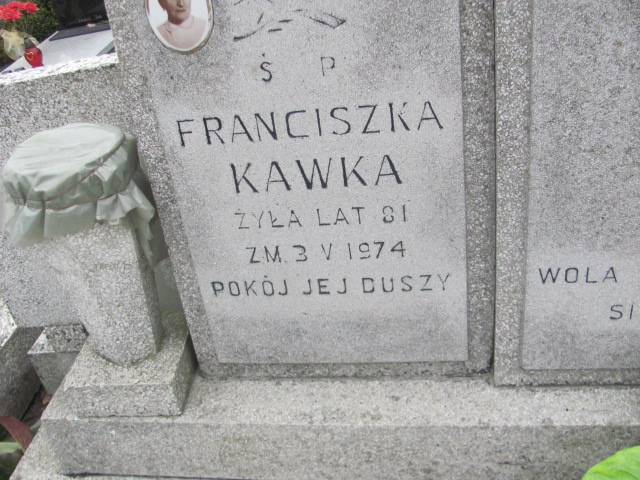 Ś P
FRANCISZKA
KAWKA
ŻYŁA LAT 81
ZM. 3 V 1974
POKÓJ JEJ DUSZY
WOLA
SI